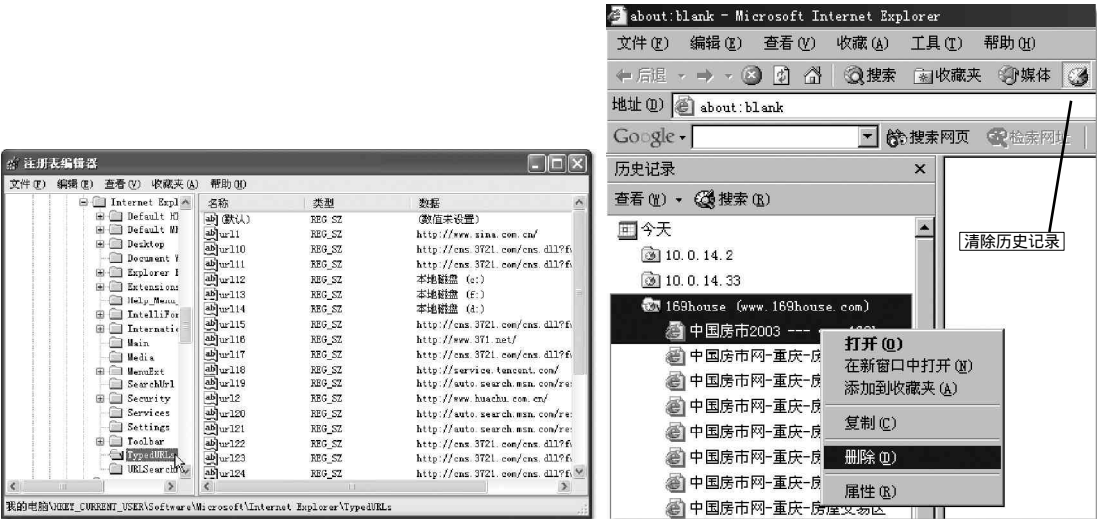 注册表编辑器
文件(F) 编辑(E) 查看(V) 收藏夹(A) 帮助(H)
Internet Expl
Default HT
Default MH
Desktop
Document W
Explorer B
Extensions
Help_Menu_
IntelliFor
Internatic
Main
Media
MenuExt
SearchUrl
Security
Services
Settings
Toolbar
TypedURLs
URLSearch
名称 类型 数据
(默认) REG_SZ (数值未设置)
url1 REG_SZ http://www.sina.com.cn/
url10 REG_SZ http://cns.3721.com/cns.dll?f
url11 REG_SZ http://cns.3721.com/cns.dll?f
url12 REG_SZ 本地磁盘 (c:)
url13 REG_SZ 本地磁盘 (f:)
url14 REG_SZ 本地磁盘 (d:)
url15 REG_SZ http://cns.3721.com/cns.dll?f
url16 REG_SZ http://www.371.net/
url17 REG_SZ http://cns.3721.com/cns.dll?f
url18 REG_SZ http://service.tencent.com/
url19 REG_SZ http://auto.search.msn.com/re
url2 REG_SZ http://www.huachu.com.cn/
url20 REG_SZ http://auto.search.msn.com/re
url21 REG_SZ http://auto.search.msn.com/re
url22 REG_SZ http://cns.3721.com/cns.dll?f
url23 REG_SZ http://cns.3721.com/cns.dll?f
url24 REG_SZ http://cns.3721.com/cns.dll?f
我的电脑\HKEY_CURRENT_USER\Software\Microsoft\Internet Explorer\TypedURLs
about:blank - Microsoft Internet Explorer
文件(F) 编辑(E) 查看(V) 收藏(A) 工具(T) 帮助(H)
后退 搜索 收藏夹 媒体
地址(D) about:blank
Google 搜索网页 检索网址
历史记录
查看(W) 搜索(R)
清除历史记录
今天
10.0.14.2
10.0.14.33
169house (www.169house.com)
中国房市2003 ---
中国房市网-重庆-房
中国房市网-重庆-房
中国房市网-重庆-房
中国房市网-重庆-房
中国房市网-重庆-房
中国房市网-重庆-房
中国房市网-重庆-房屋交易区
打开(O)
在新窗口中打开(N)
添加到收藏夹(A)
复制(C)
删除(D)
属性(R)